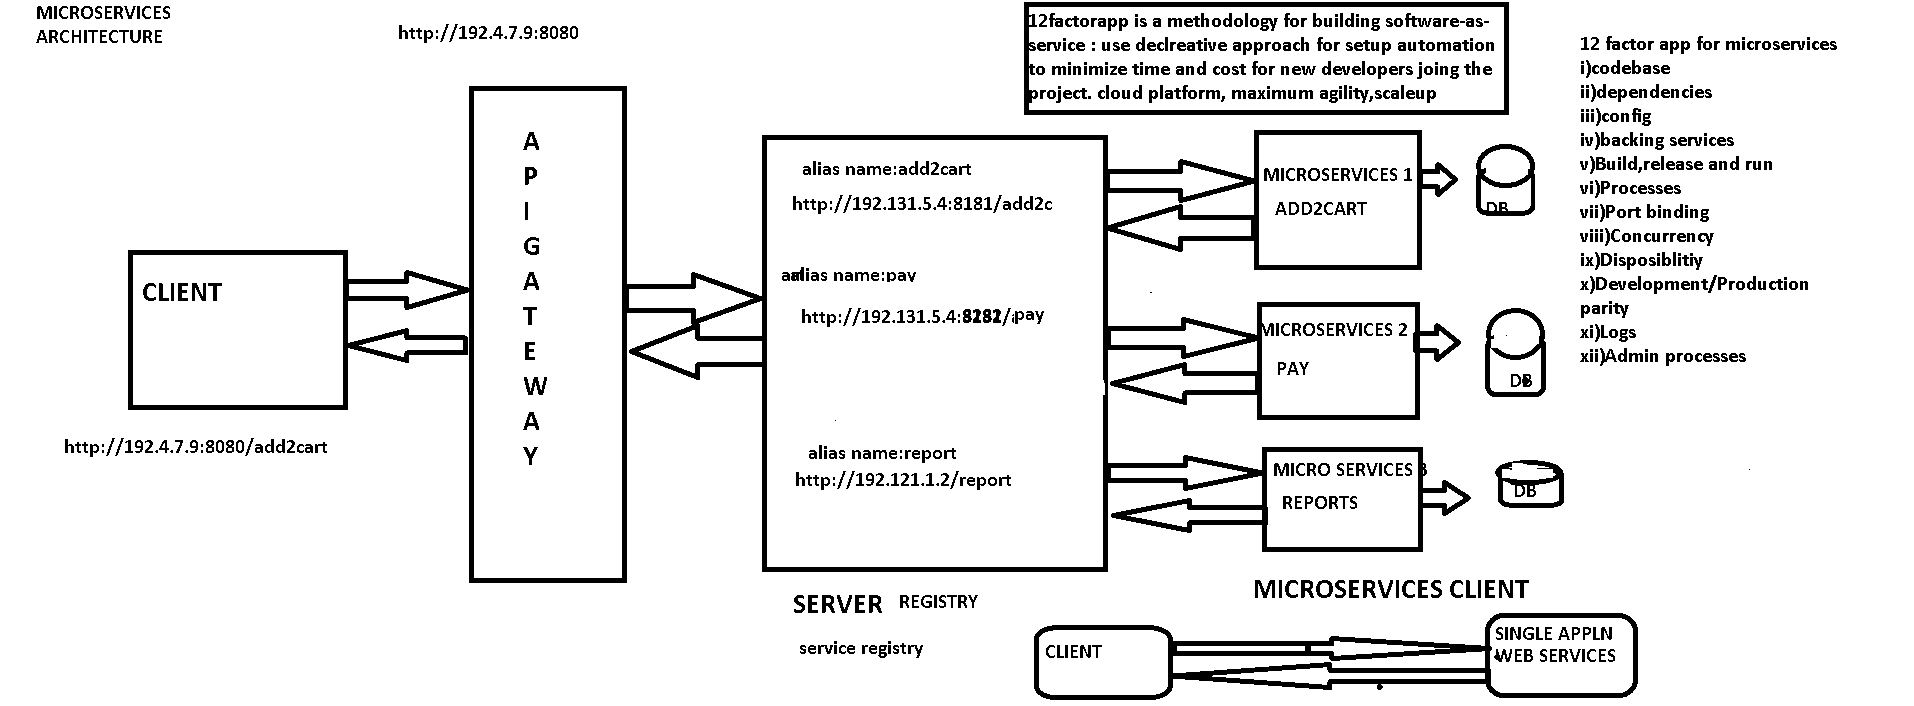 MICROSERVICES
ARCHITECTURE
http://192.4.7.9:8080
12factorapp is a methodology for building software-as-
service : use declreative approach for setup automation
to minimize time and cost for new developers joing the
project. cloud platform, maximum agility,scaleup
12 factor app for microservices
i)codebase
ii)dependencies
iii)config
iv)backing services
v)Build,release and run
vi)Processes
vii)Port binding
viii)Concurrency
ix)Disposiblitiy
x)Development/Production
parity
xi)Logs
xii)Admin processes
CLIENT
http://192.4.7.9:8080/add2cart
APIGATEWAY
alias name:add2cart
http://192.131.5.4:8181/add2c
alias name:pay
http://192.131.5.4: pay
alias name:report
http://192.121.1.2/report
SERVER REGISTRY
service registry
MICROSERVICES 1
ADD2CART
DB
MICROSERVICES 2
PAY
DB
MICRO SERVICES 3
REPORTS
DB
MICROSERVICES CLIENT
CLIENT
SINGLE APPLN
WEB SERVICES